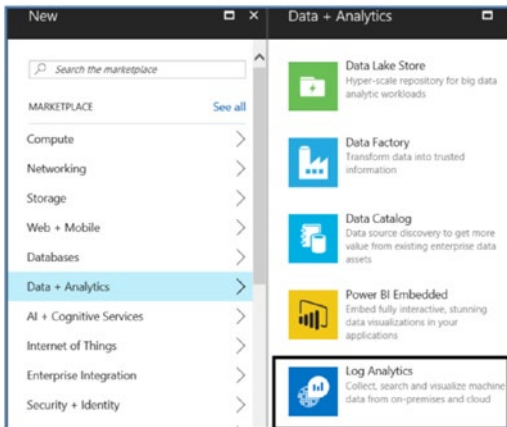 New
Search the marketplace
MARKETPLACE
See all
Compute
Networking
Storage
Web + Mobile
Databases
Data + Analytics
AI + Cognitive Services
Internet of Things
Enterprise Integration
Security + Identity
Data + Analytics
Data Lake Store
Hyper-scale repository for big data
analytic workloads
Data Factory
Transform data into trusted
information
Data Catalog
Data source discovery to get more
value from existing enterprise data
assets
Power BI Embedded
Embed fully interactive, stunning
data visualizations in your
applications
Log Analytics
Collect, search and visualize machine
data from on-premises and cloud